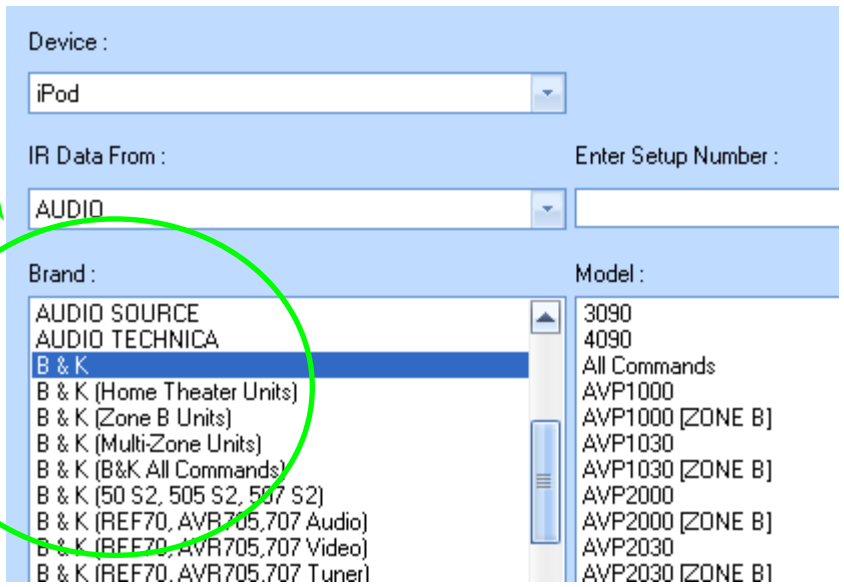 Device :
iPod
IR Data From :
Enter Setup Number :
AUDIO
Brand :
Model :
AUDIO SOURCE
AUDIO TECHNICA
B & K
B & K (Home Theater Units)
B & K (Zone B Units)
B & K (Multi-Zone Units)
B & K (B&K All Commands)
B & K (50 S2, 505 S2, 507 S2)
B & K (REF70, AVR705,707 Audio)
B & K (REF70, AVR705,707 Video)
B & K (REF70, AVR705,707 Tuner)
3090
4090
All Commands
AVP1000
AVP1000 [ZONE B]
AVP1030
AVP1030 [ZONE B]
AVP2000
AVP2000 [ZONE B]
AVP2030
AVP2030 [ZONE B]